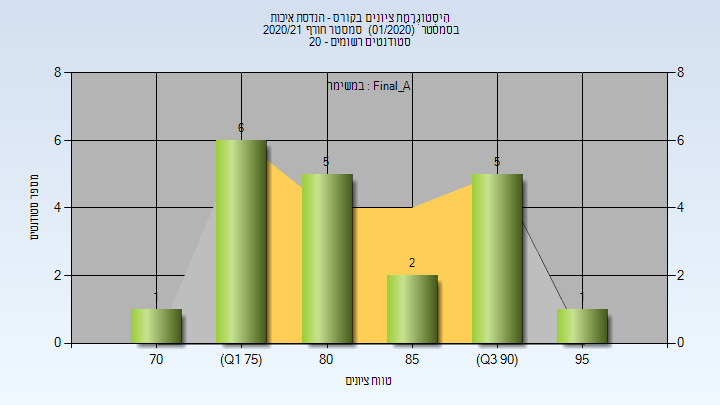 היסטוגרמת ציונים בקורס - הנדסת איכות
בסמסטר (01/2020) סמסטר חורף 2020/21
סטודנטים רשומים - 20
במשימה : Final_A
מספר סטודנטים
8
6
4
2
0
8
6
4
2
0
1
6
5
2
5
1
70
(Q1 75)
80
85
(Q3 90)
95
טווח ציונים